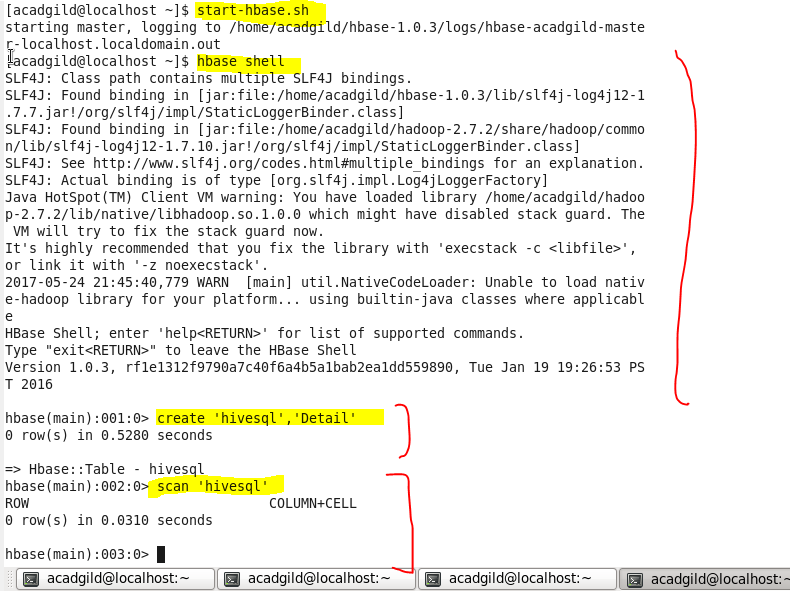 [acadgild@localhost ~]$ start-hbase.sh
starting master, logging to /home/acadgild/hbase-1.0.3/logs/hbase-acadgild-maste
r-localhost.localdomain.out
[acadgild@localhost ~]$ hbase shell
SLF4J: Class path contains multiple SLF4J bindings.
SLF4J: Found binding in [jar:file:/home/acadgild/hbase-1.0.3/lib/slf4j-log4j12-1
.7.7.jar!/org/slf4j/impl/StaticLoggerBinder.class]
SLF4J: Found binding in [jar:file:/home/acadgild/hadoop-2.7.2/share/hadoop/commo
n/lib/slf4j-log4j12-1.7.10.jar!/org/slf4j/impl/StaticLoggerBinder.class]
SLF4J: See http://www.slf4j.org/codes.html#multiple_bindings for an explanation.
SLF4J: Actual binding is of type [org.slf4j.impl.Log4jLoggerFactory]
Java HotSpot(TM) Client VM warning: You have loaded library /home/acadgild/hadoo
p-2.7.2/lib/native/libhadoop.so.1.0.0 which might have disabled stack guard. The
 VM will try to fix the stack guard now.
It's highly recommended that you fix the library with 'execstack -c <libfile>',
or link it with '-z noexecstack'.
2017-05-24 21:45:40,779 WARN  [main] util.NativeCodeLoader: Unable to load nativ
e-hadoop library for your platform... using builtin-java classes where applicabl
e
HBase Shell; enter 'help<RETURN>' for list of supported commands.
Type "exit<RETURN>" to leave the HBase Shell
Version 1.0.3, rf1e1312f9790a7c40f6a4b5a1bab2ea1dd559890, Tue Jan 19 19:26:53 PS
T 2016
hbase(main):001:0> create 'hivesql','Detail'
0 row(s) in 0.5280 seconds
=> Hbase::Table - hivesql
hbase(main):002:0> scan 'hivesql'
ROW                              COLUMN+CELL
0 row(s) in 0.0310 seconds
hbase(main):003:0>
acadgild@localhost:~ acadgild@localhost:~ acadgild@localhost:~ acadgild@localhost:~